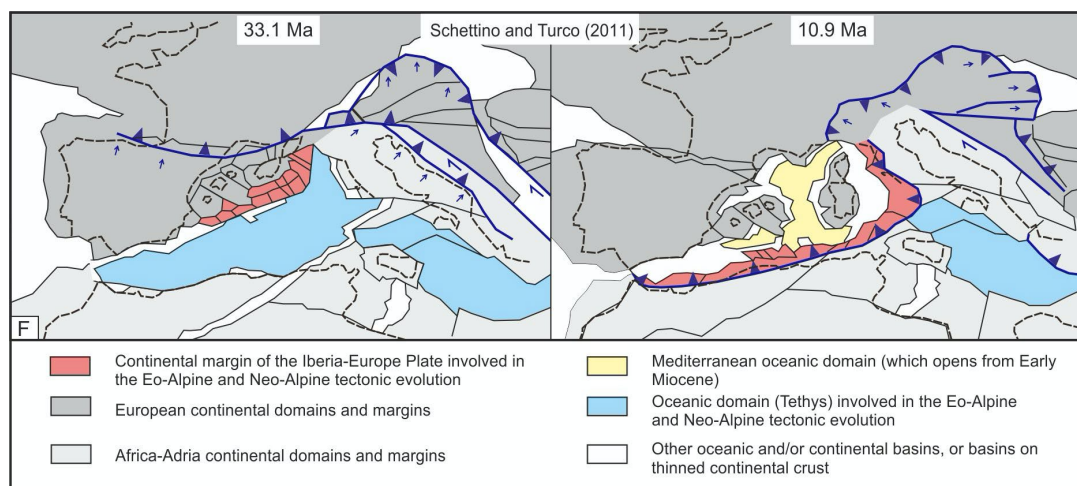 33.1 Ma
Schettino and Turco (2011)
10.9 Ma
F
Continental margin of the Iberia-Europe Plate involved in
the Eo-Alpine and Neo-Alpine tectonic evolution
European continental domains and margins
Africa-Adria continental domains and margins
Mediterranean oceanic domain (which opens from Early
Miocene)
Oceanic domain (Tethys) involved in the Eo-Alpine
and Neo-Alpine tectonic evolution
Other oceanic and/or continental basins, or basins on
thinned continental crust